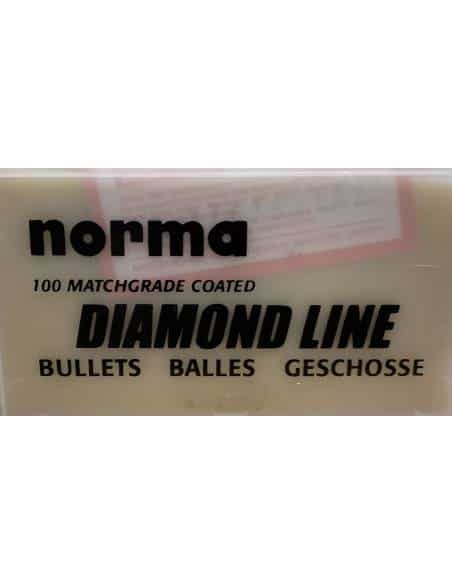 norma
100 MATCHGRADE COATED
DIAMOND LINE
BULLETS BALLES GESCHOSSE